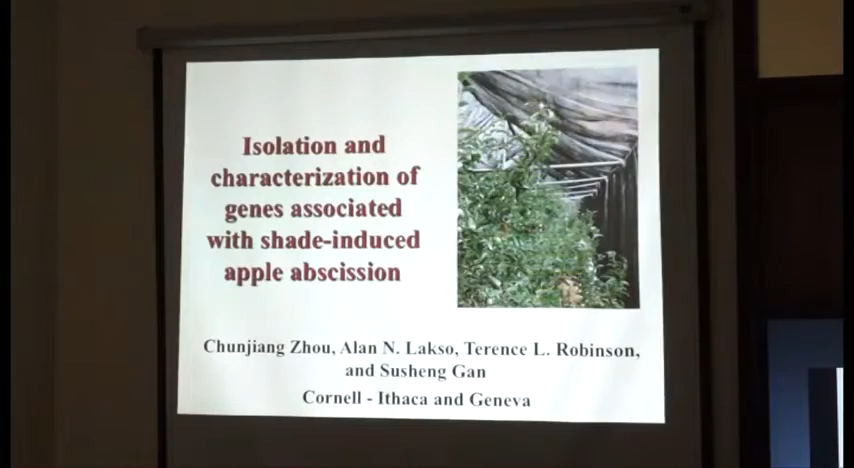 Isolation and
characterization of
genes associated
with shade-induced
apple abscission
Chunjiang Zhou, Alan N. Lakso, Terence L. Robinson,
and Susheng Gan
Cornell - Ithaca and Geneva